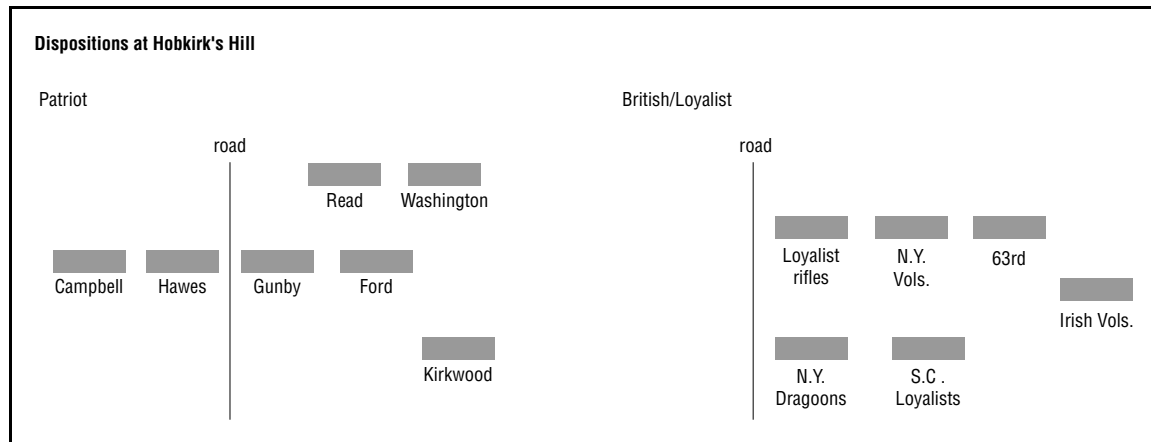 Dispositions at Hobkirk's Hill
Patriot
British/Loyalist
road
road
Read
Washington
Campbell
Hawes
Gunby
Ford
Kirkwood
Loyalist
rifles
N.Y.
Vols.
63rd
Irish Vols.
N.Y.
Dragoons
S.C .
Loyalists